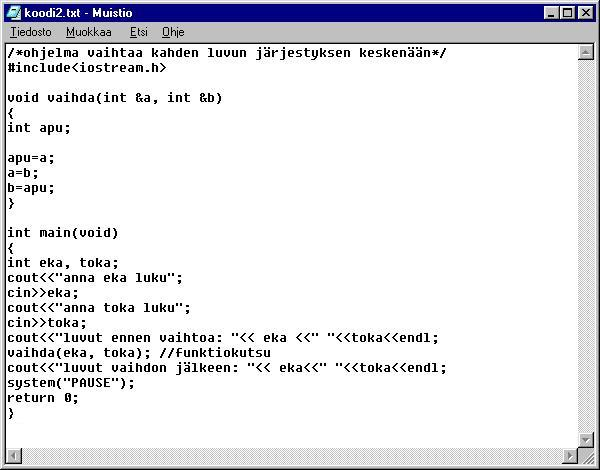 koodi2.txt - Muistio
Tiedosto Muokkaa Etsi Ohje
/*ohjelma vaihtaa kahden luvun järjestyksen keskenään*/
#include<iostream.h>
void vaihda(int &a, int &b)
{
int apu;
apu=a;
a=b;
b=apu;
}
int main(void)
{
int eka, toka;
cout<<"anna eka luku";
cin>>eka;
cout<<"anna toka luku";
cin>>toka;
cout<<"luvut ennen vaihtoa: "<< eka <<" "<<toka<<endl;
vaihda(eka, toka); //funktiokutsu
cout<<"luvut vaihdon jälkeen: "<< eka<<" "<<toka<<endl;
system("PAUSE");
return 0;
}